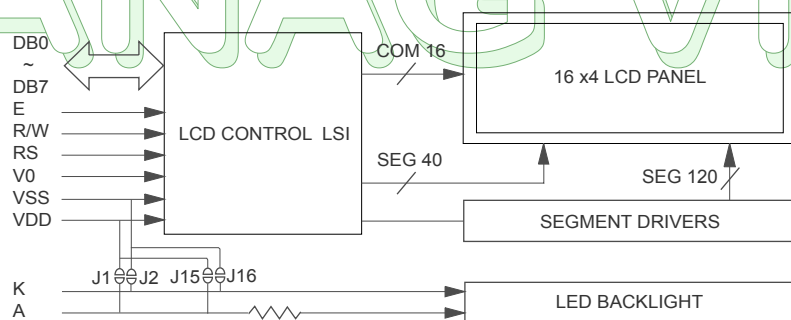 DB0
~
DB7
E
R/W
RS
V0
VSS
VDD
K
A
LCD CONTROL LSI
COM 16
SEG 40
16 x4 LCD PANEL
SEG 120
SEGMENT DRIVERS
J1 J2 J15 J16
LED BACKLIGHT